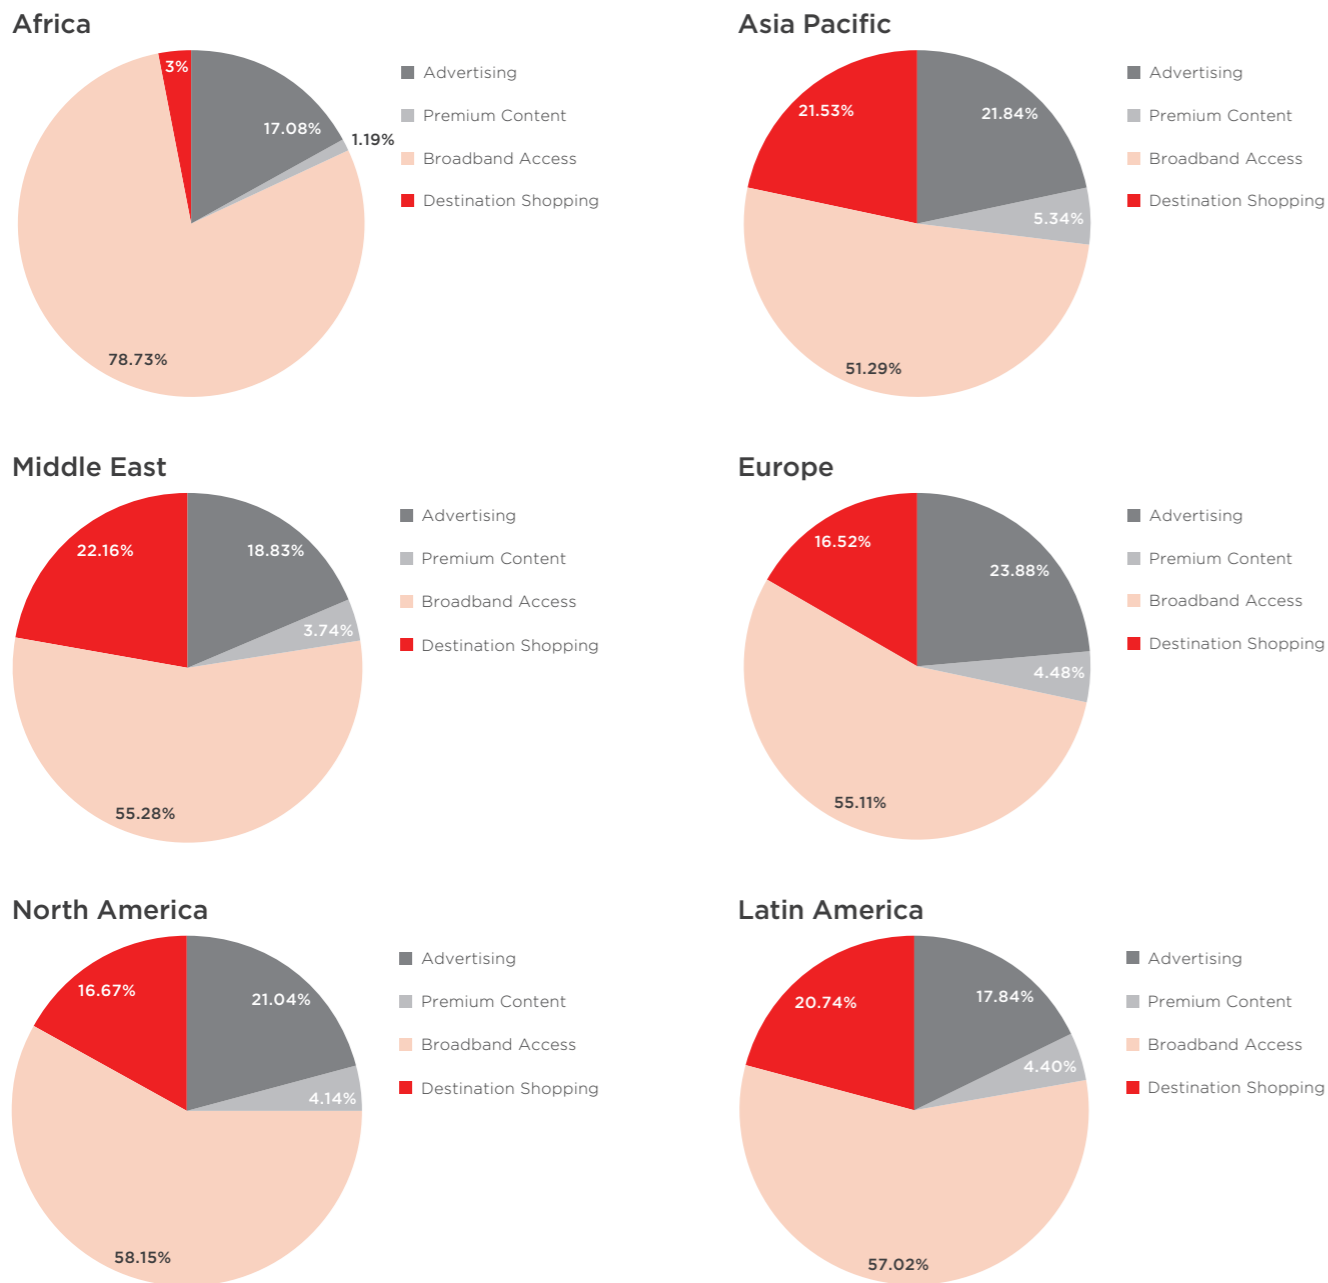 Africa
3%
17.08%
1.19%
78.73%
Advertising
Premium Content
Broadband Access
Destination Shopping
Asia Pacific
21.53%
21.84%
5.34%
51.29%
Advertising
Premium Content
Broadband Access
Destination Shopping
Middle East
22.16%
18.83%
3.74%
55.28%
Advertising
Premium Content
Broadband Access
Destination Shopping
Europe
16.52%
23.88%
4.48%
55.11%
Advertising
Premium Content
Broadband Access
Destination Shopping
North America
16.67%
21.04%
4.14%
58.15%
Advertising
Premium Content
Broadband Access
Destination Shopping
Latin America
20.74%
17.84%
4.40%
57.02%
Advertising
Premium Content
Broadband Access
Destination Shopping